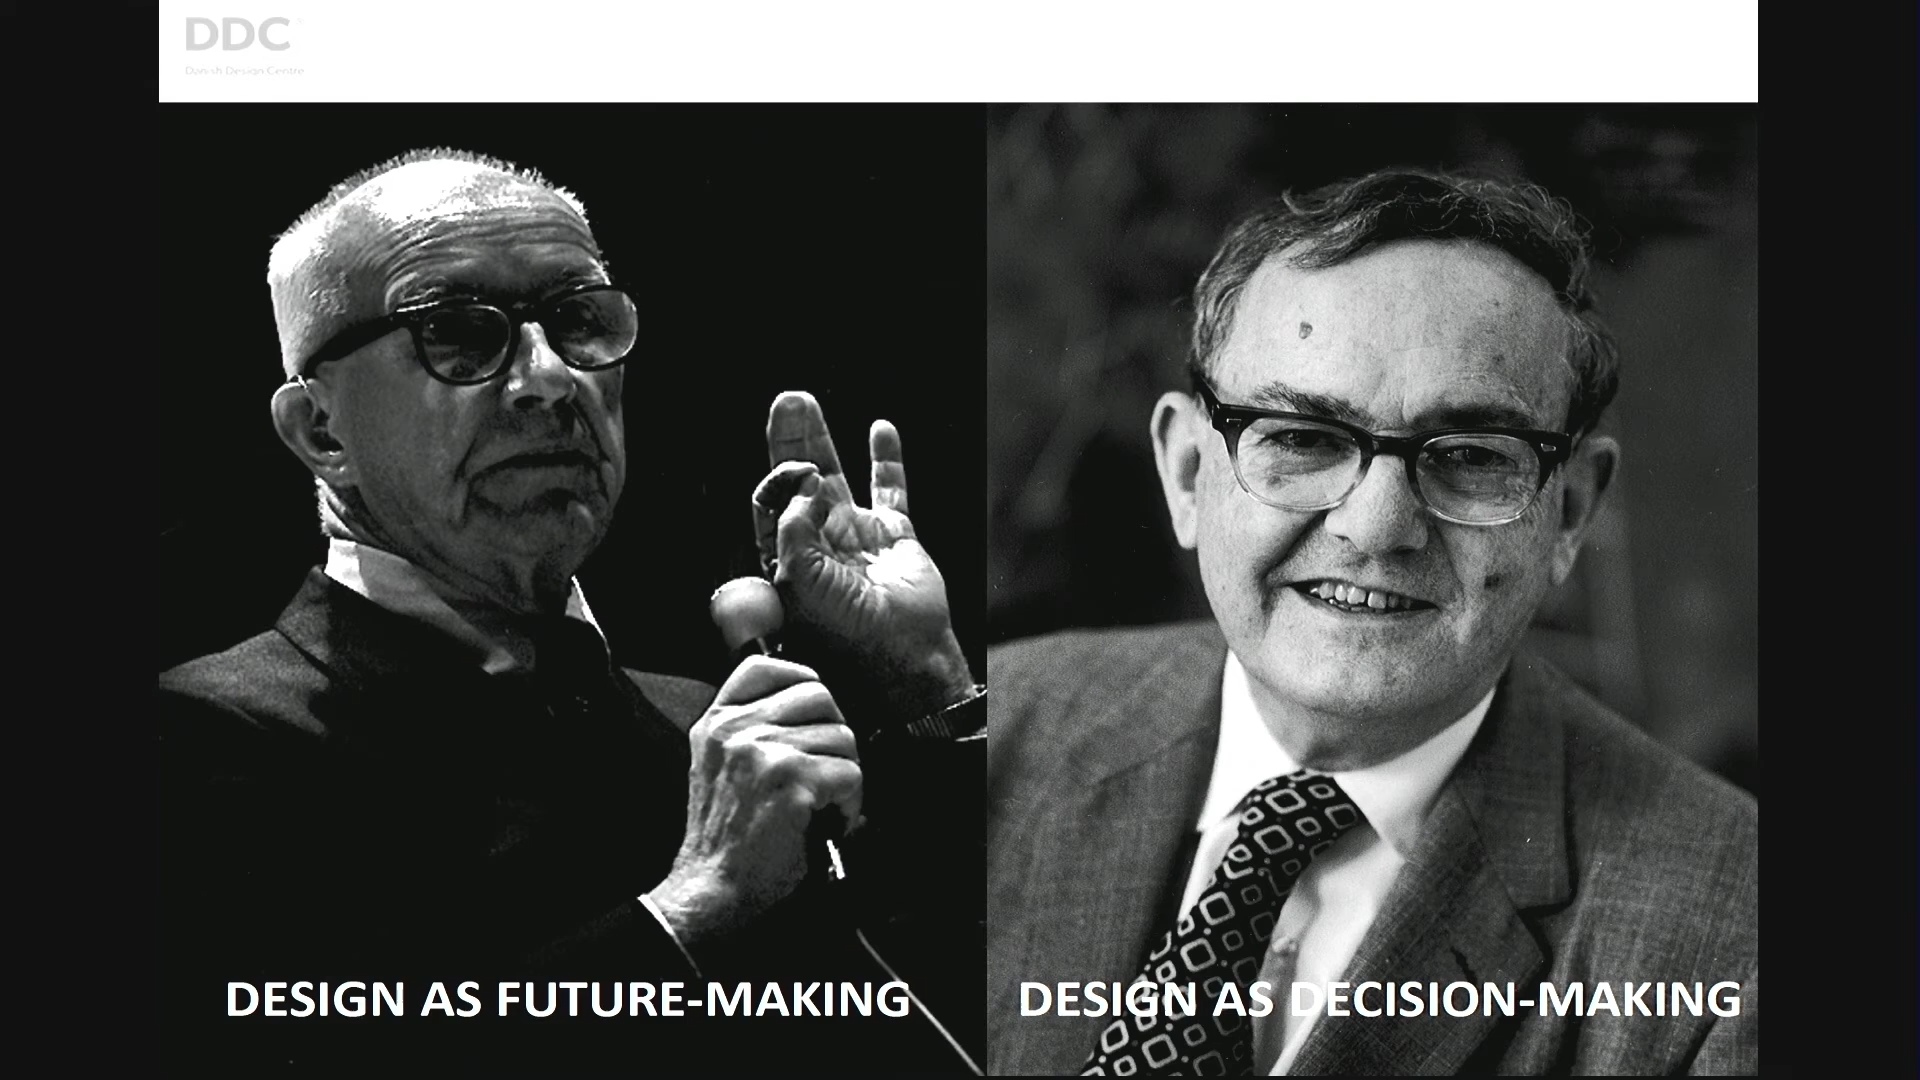 DDC
Danish Design Centre
DESIGN AS FUTURE-MAKING
DESIGN AS DECISION-MAKING